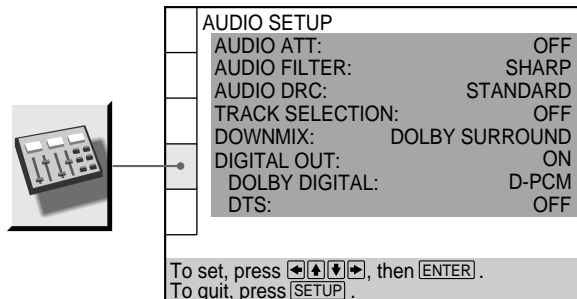 AUDIO SETUP
AUDIO ATT: OFF
AUDIO FILTER: SHARP
AUDIO DRC: STANDARD
TRACK SELECTION: OFF
DOWNMIX: DOLBY SURROUND
DIGITAL OUT: ON
DOLBY DIGITAL: D-PCM
DTS: OFF
To set, press ←↑↓→, then ENTER.
To quit, press SETUP.